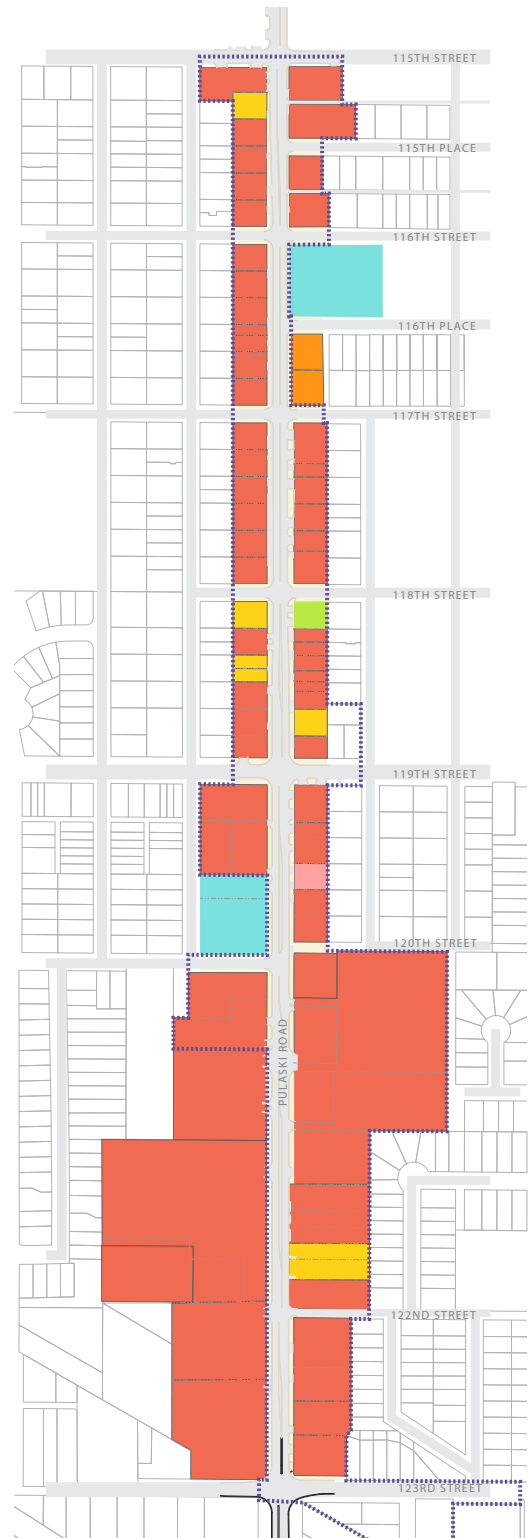 115TH STREET
115TH PLACE
116TH STREET
116TH PLACE
117TH STREET
118TH STREET
119TH STREET
120TH STREET
PULASKI ROAD
122ND STREET
123RD STREET